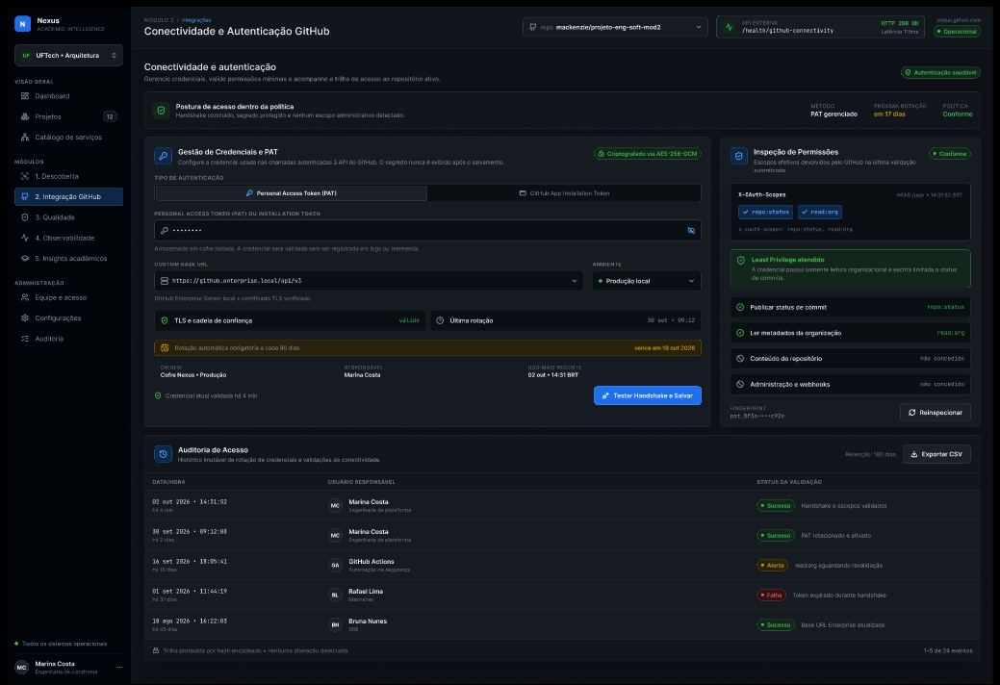 N
Nexus
ACADEMIC INTELLIGENCE
UF UFTech • Arquitetura
VISÃO GERAL
Dashboard
Projetos 12
Catálogo de serviços
MÓDULOS
1. Descoberta
2. Integração GitHub
3. Qualidade
4. Observabilidade
5. Insights acadêmicos
ADMINISTRAÇÃO
Equipe e acesso
Configurações
Auditoria
Todos os sistemas operacionais
MC Marina Costa
Engenharia de plataforma
MÓDULO 2 / Integrações
Conectividade e Autenticação GitHub
repo mackenzie/projeto-eng-soft-mod2
API EXTERNA HTTP 200 OK
/health/github-connectivity Latência 115ms
status.github.com
Operacional
Conectividade e autenticação
Gerencie credenciais, valide permissões mínimas e acompanhe a trilha de acesso ao repositório ativo.
Autenticação saudável
Postura de acesso dentro da política
Handshake concluído, segredo protegido e nenhum escopo administrativo detectado.
MÉTODO
PAT gerenciado
PRÓXIMA ROTAÇÃO
em 17 dias
POLÍTICA
Conforme
Gestão de Credenciais e PAT
Configure a credencial usada nas chamadas autenticadas à API do GitHub. O segredo nunca é exibido após o salvamento.
Criptografado via AES-256-GCM
TIPO DE AUTENTICAÇÃO
Personal Access Token (PAT)
GitHub App Installation Token
PERSONAL ACCESS TOKEN (PAT) OU INSTALLATION TOKEN
••••••••
Armazenado em cofre isolado. A credencial será validada sem ser registrada em logs ou telemetria.
CUSTOM BASE URL
https://github.enterprise.local/api/v3
GitHub Enterprise Server local • certificado TLS verificado
AMBIENTE
Produção local
TLS e cadeia de confiança válido
Última rotação 30 set • 09:12
Rotação automática obrigatória a cada 90 dias. vence em 19 out 2026
ORIGEM
Cofre Nexus • Produção
RESPONSÁVEL
Marina Costa
USO MAIS RECENTE
02 out • 14:31 BRT
Credencial atual validada há 4 min
Testar Handshake e Salvar
Inspeção de Permissões
Escopos efetivos devolvidos pelo GitHub na última validação
autenticada.
Conforme
X-OAuth-Scopes HEAD /user • 14:31:52 BRT
repo:status read:org
x-oauth-scopes: repo:status, read:org
Least Privilege atendido
A credencial possui somente leitura organizacional e escrita limitada a status
de commits.
Publicar status de commit repo:status
Ler metadados da organização read:org
Conteúdo do repositório não concedido
Administração e webhooks não concedido
FINGERPRINT
pat_8f3a••••c92e
Reinspecionar
Auditoria de Acesso
Histórico imutável de rotação de credenciais e validações de conectividade.
Retenção: 180 dias
Exportar CSV
DATA/HORA USUÁRIO RESPONSÁVEL STATUS DA VALIDAÇÃO
02 out 2026 • 14:31:52
há 4 min
MC Marina Costa
Engenharia de plataforma
Sucesso Handshake e escopos validados
30 set 2026 • 09:12:08
há 2 dias
MC Marina Costa
Engenharia de plataforma
Sucesso PAT rotacionado e ativado
16 set 2026 • 18:05:41
há 16 dias
GA GitHub Actions
Automação de segurança
Alerta read:org aguardando revalidação
01 set 2026 • 11:44:19
há 31 dias
RL Rafael Lima
Maintainer
Falha Token expirado durante handshake
18 ago 2026 • 16:22:03
há 45 dias
BN Bruna Nunes
SRE
Sucesso Base URL Enterprise atualizada
Trilha protegida por hash encadeado • nenhuma alteração detectada
1–5 de 24 eventos